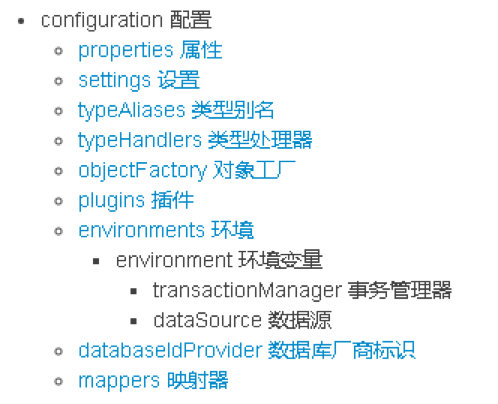 configuration 配置
properties 属性
settings 设置
typeAliases 类型别名
typeHandlers 类型处理器
objectFactory 对象工厂
plugins 插件
environments 环境
environment 环境变量
transactionManager 事务管理器
dataSource 数据源
databaseIdProvider 数据库厂商标识
mappers 映射器